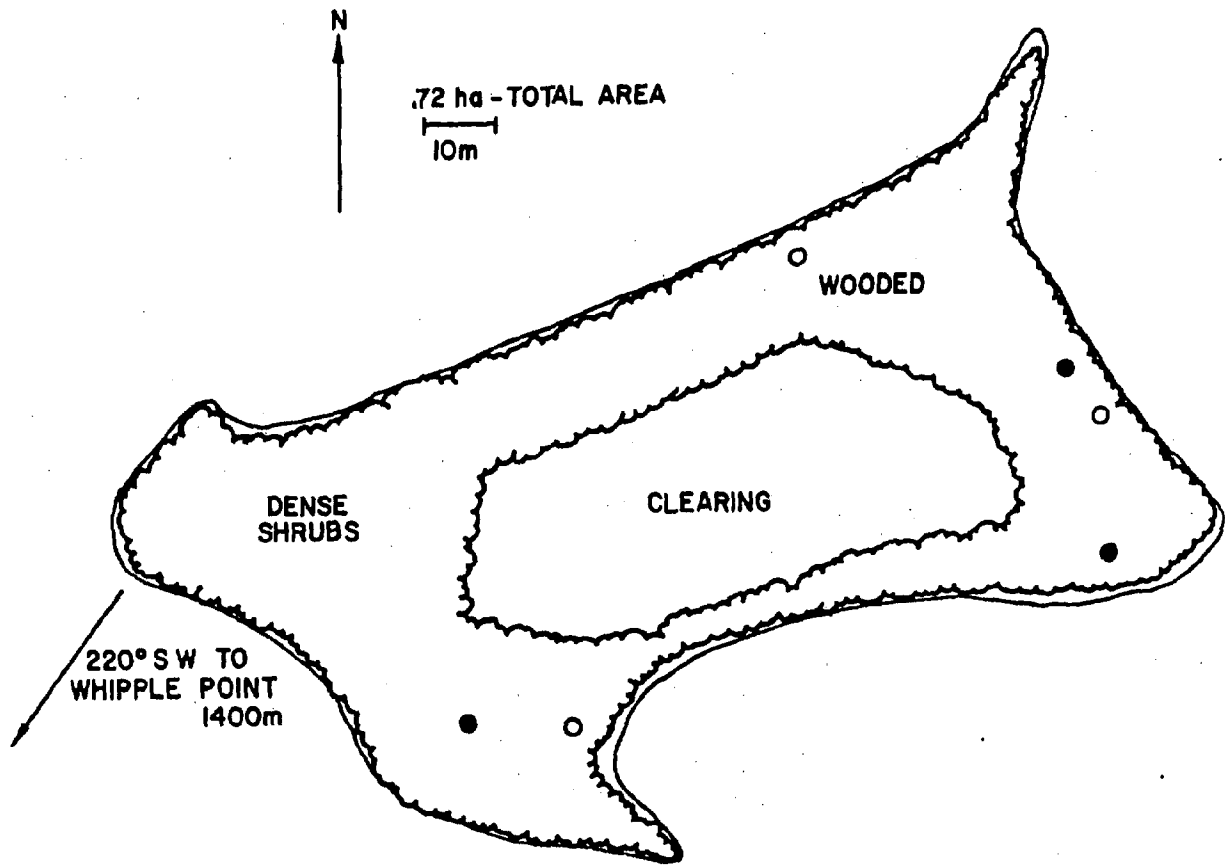 N
.72 ha - TOTAL AREA
10m
WOODED
DENSE
SHRUBS
CLEARING
220° S W TO
WHIPPLE POINT
1400m